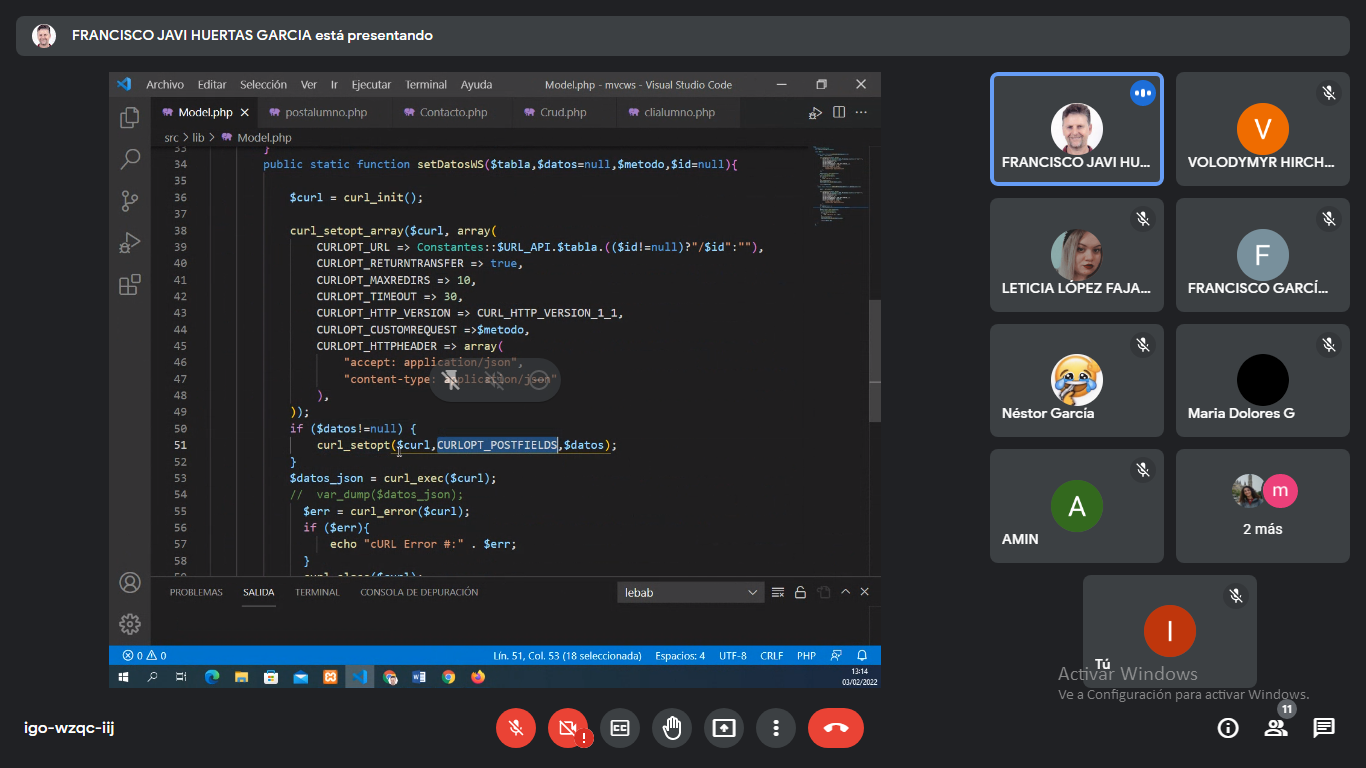 FRANCISCO JAVI HUERTAS GARCIA está presentando
Archivo Editar Selección Ver Ir Ejecutar Terminal Ayuda Model.php - mvcws - Visual Studio Code
Model.php postalumno.php Contacto.php Crud.php clialumno.php
src > lib > Model.php
33 }
34 public static function setDatosWS($tabla,$datos=null,$metodo,$id=null){
35
36 $curl = curl_init();
37
38 curl_setopt_array($curl, array(
39 CURLOPT_URL => Constantes::$URL_API.$tabla.(($id!=null)?"/$id":""),
40 CURLOPT_RETURNTRANSFER => true,
41 CURLOPT_MAXREDIRS => 10,
42 CURLOPT_TIMEOUT => 30,
43 CURLOPT_HTTP_VERSION => CURL_HTTP_VERSION_1_1,
44 CURLOPT_CUSTOMREQUEST =>$metodo,
45 CURLOPT_HTTPHEADER => array(
46 "accept: application/json",
47 "content-type: application/json"
48 ),
49 ));
50 if ($datos!=null) {
51 curl_setopt($curl,CURLOPT_POSTFIELDS,$datos);
52 }
53 $datos_json = curl_exec($curl);
54 // var_dump($datos_json);
55 $err = curl_error($curl);
56 if ($err){
57 echo "cURL Error #:" . $err;
58 }
59 curl_close($curl);
PROBLEMAS SALIDA TERMINAL CONSOLA DE DEPURACIÓN lebab
0 0 Lín. 51, Col. 53 (18 seleccionada) Espacios: 4 UTF-8 CRLF PHP
13:14
03/02/2022
FRANCISCO JAVI HU...
V
VOLODYMYR HIRCH...
LETICIA LÓPEZ FAJA...
F
FRANCISCO GARCÍ...
Néstor García
Maria Dolores G
A
AMIN
m
2 más
I
Tú
Activar Windows
Ve a Configuración para activar Windows.
igo-wzqc-iij
CC
!
11